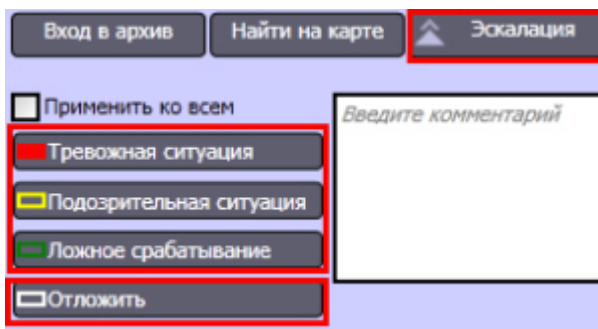 Вход в архив Найти на карте Эскалация
Применить ко всем
Введите комментарий
Тревожная ситуация
Подозрительная ситуация
Ложное срабатывание
Отложить